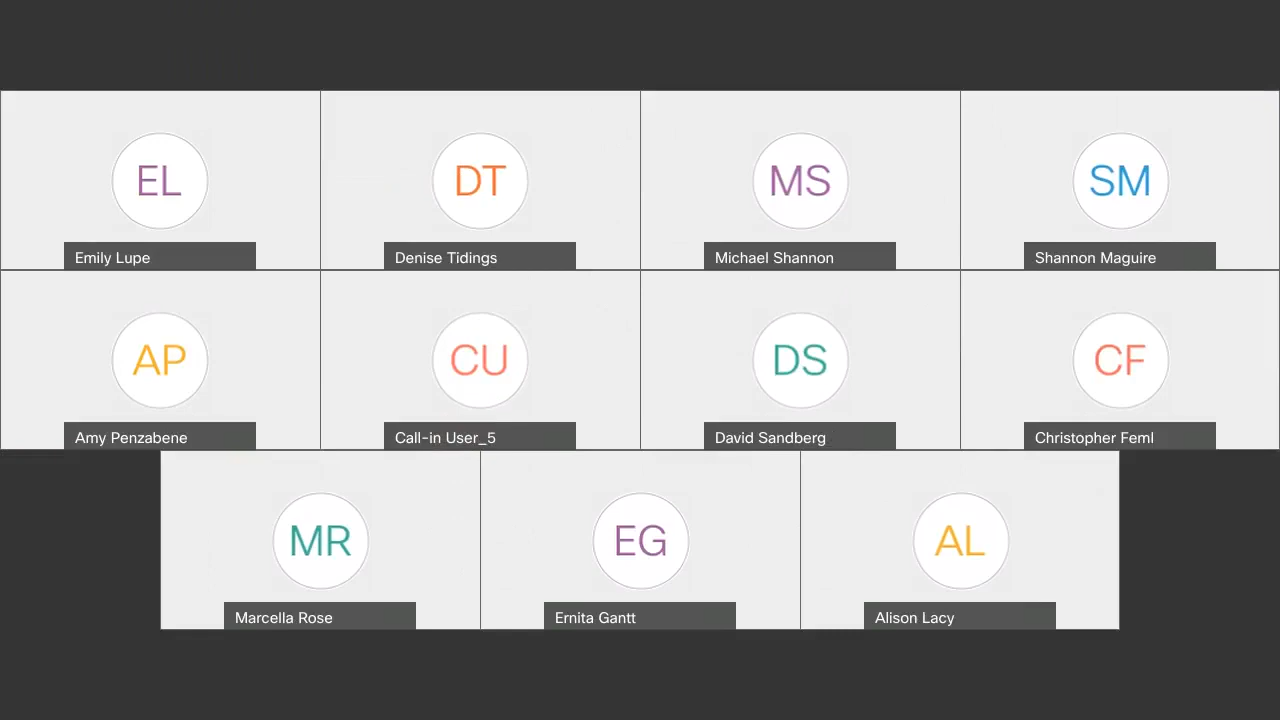 EL
DT
MS
SM
Emily Lupe
Denise Tidings
Michael Shannon
Shannon Maguire
AP
CU
DS
CF
Amy Penzabene
Call-in User_5
David Sandberg
Christopher Feml
MR
EG
AL
Marcella Rose
Ernita Gantt
Alison Lacy